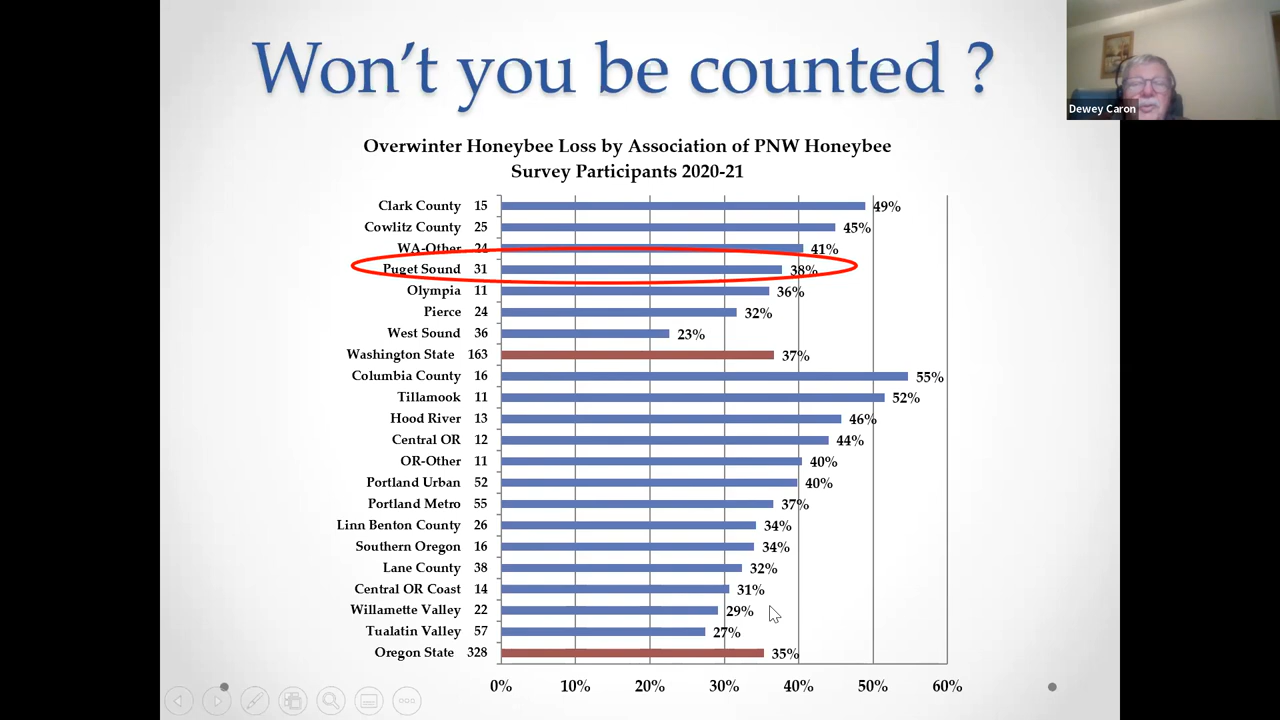 Won't you be counted ?
Dewey Caron
Overwinter Honeybee Loss by Association of PNW Honeybee
Survey Participants 2020-21
Clark County 15 49%
Cowlitz County 25 45%
WA-Other 24 41%
Puget Sound 31 38%
Olympia 11 36%
Pierce 24 32%
West Sound 36 23%
Washington State 163 37%
Columbia County 16 55%
Tillamook 11 52%
Hood River 13 46%
Central OR 12 44%
OR-Other 11 40%
Portland Urban 52 40%
Portland Metro 55 37%
Linn Benton County 26 34%
Southern Oregon 16 34%
Lane County 38 32%
Central OR Coast 14 31%
Willamette Valley 22 29%
Tualatin Valley 57 27%
Oregon State 328 35%
0% 10% 20% 30% 40% 50% 60%